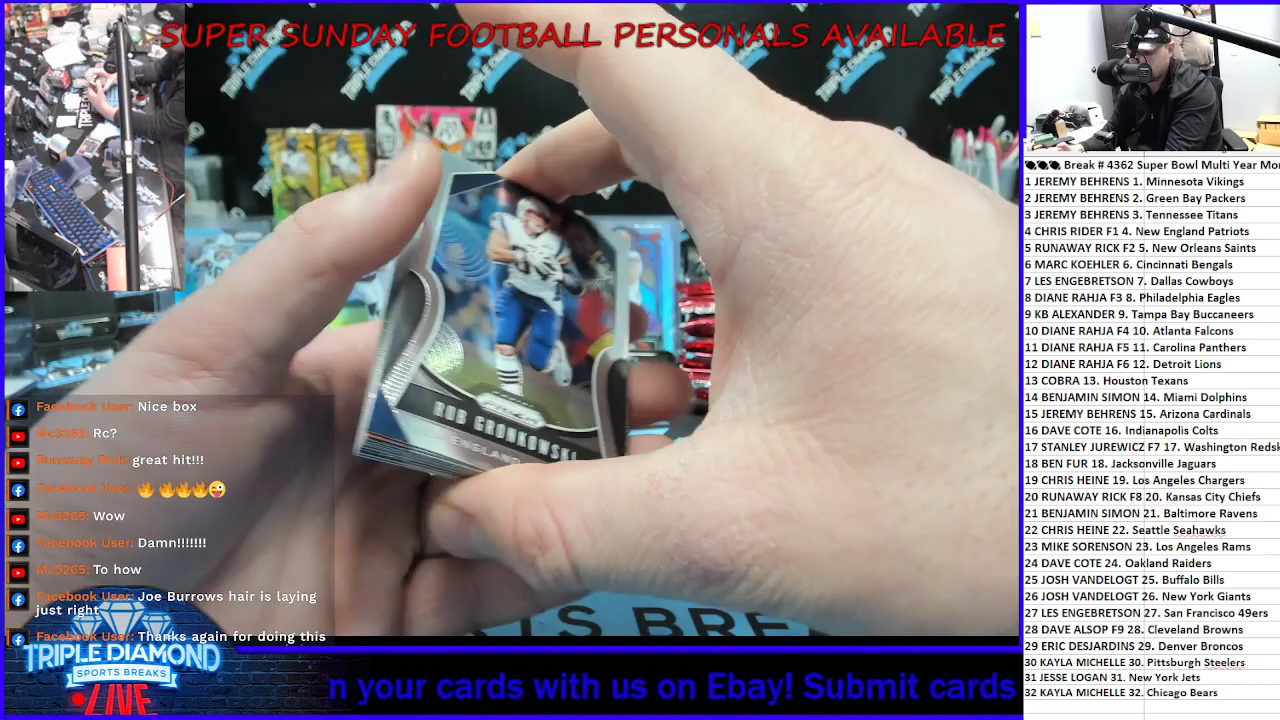 SUPER SUNDAY FOOTBALL PERSONALS AVAILABLE
TRIPLE DIAMOND
ROB GRONKOWSKI
ENGLAND
Facebook User: Nice box
Mc3265: Rc?
Runaway Rick: great hit!!!
Facebook User: 🔥 🔥🔥🔥😜
Mc3265: Wow
Facebook User: Damn!!!!!!!
Mc3265: To how
Facebook User: Joe Burrows hair is laying
just right
Facebook User: Thanks again for doing this
TRIPLE DIAMOND
SPORTS BREAKS
LIVE
TS BRE
n your cards with us on Ebay! Submit cards
Break # 4362 Super Bowl Multi Year Mo
1 JEREMY BEHRENS 1. Minnesota Vikings
2 JEREMY BEHRENS 2. Green Bay Packers
3 JEREMY BEHRENS 3. Tennessee Titans
4 CHRIS RIDER F1 4. New England Patriots
5 RUNAWAY RICK F2 5. New Orleans Saints
6 MARC KOEHLER 6. Cincinnati Bengals
7 LES ENGEBRETSON 7. Dallas Cowboys
8 DIANE RAHJA F3 8. Philadelphia Eagles
9 KB ALEXANDER 9. Tampa Bay Buccaneers
10 DIANE RAHJA F4 10. Atlanta Falcons
11 DIANE RAHJA F5 11. Carolina Panthers
12 DIANE RAHJA F6 12. Detroit Lions
13 COBRA 13. Houston Texans
14 BENJAMIN SIMON 14. Miami Dolphins
15 JEREMY BEHRENS 15. Arizona Cardinals
16 DAVE COTE 16. Indianapolis Colts
17 STANLEY JUREWICZ F7 17. Washington Redsk
18 BEN FUR 18. Jacksonville Jaguars
19 CHRIS HEINE 19. Los Angeles Chargers
20 RUNAWAY RICK F8 20. Kansas City Chiefs
21 BENJAMIN SIMON 21. Baltimore Ravens
22 CHRIS HEINE 22. Seattle Seahawks
23 MIKE SORENSON 23. Los Angeles Rams
24 DAVE COTE 24. Oakland Raiders
25 JOSH VANDELOGT 25. Buffalo Bills
26 JOSH VANDELOGT 26. New York Giants
27 LES ENGEBRETSON 27. San Francisco 49ers
28 DAVE ALSOP F9 28. Cleveland Browns
29 BEEF DADDY 29. Denver Broncos
30 KAYLA MICHELLE 30. Pittsburgh Steelers
31 JESSE LOGAN 31. New York Jets
32 KAYLA MICHELLE 32. Chicago Bears